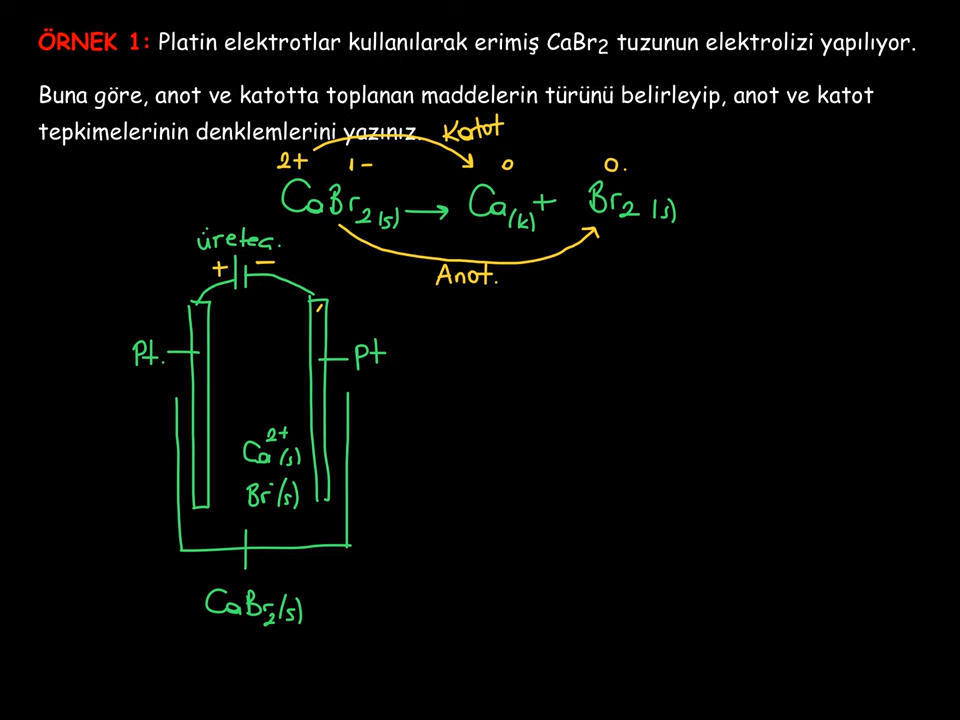 ÖRNEK 1: Platin elektrotlar kullanılarak erimiş CaBr2 tuzunun elektrolizi yapılıyor.
Buna göre, anot ve katotta toplanan maddelerin türünü belirleyip, anot ve katot
tepkimelerinin denklemlerini yazınız.
Katot
2+ 1- 0 0.
CaBr2(s) → Ca(k) + Br2(s)
Anot.
üreteç.
+ -
Pt. Pt
Ca2+(s)
Br-(s)
CaBr2(s)